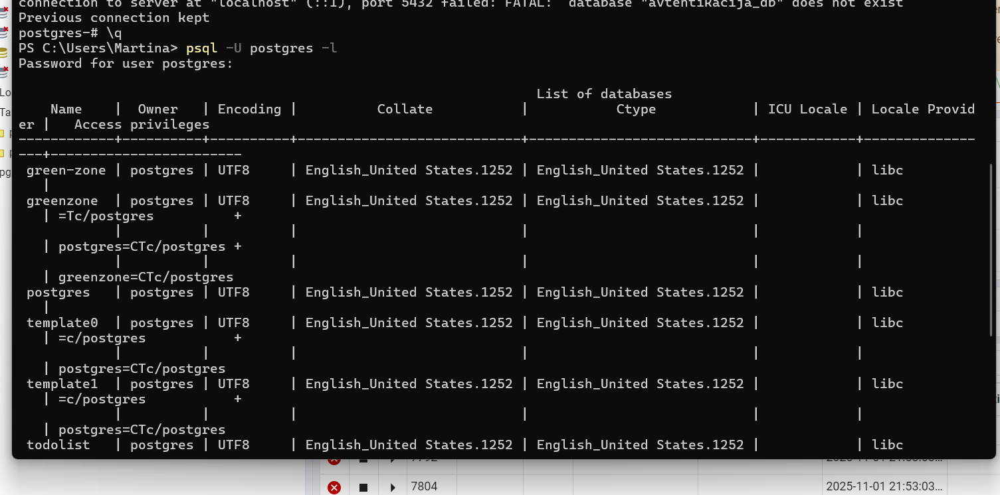 connection to server at "localhost" (::1), port 5432 failed: FATAL:  database "avtentikacija_db" does not exist
Previous connection kept
postgres-# \q
PS C:\Users\Martina> psql -U postgres -l
Password for user postgres:
List of databases
Name | Owner | Encoding | Collate | Ctype | ICU Locale | Locale Provid
er | Access privileges
------------+----------+----------+----------------------------+----------------------------+------------+-------------
---+------------------------
green-zone | postgres | UTF8 | English_United States.1252 | English_United States.1252 | | libc
|
greenzone | postgres | UTF8 | English_United States.1252 | English_United States.1252 | | libc
| =Tc/postgres +
| | | | | |
| postgres=CTc/postgres +
| | | | | |
| greenzone=CTc/postgres
postgres | postgres | UTF8 | English_United States.1252 | English_United States.1252 | | libc
|
template0 | postgres | UTF8 | English_United States.1252 | English_United States.1252 | | libc
| =c/postgres +
| | | | | |
| postgres=CTc/postgres
template1 | postgres | UTF8 | English_United States.1252 | English_United States.1252 | | libc
| =c/postgres +
| | | | | |
| postgres=CTc/postgres
todolist | postgres | UTF8 | English_United States.1252 | English_United States.1252 | | libc
Lo
Ta
pg
7804 2025-11-01 21:53:03...